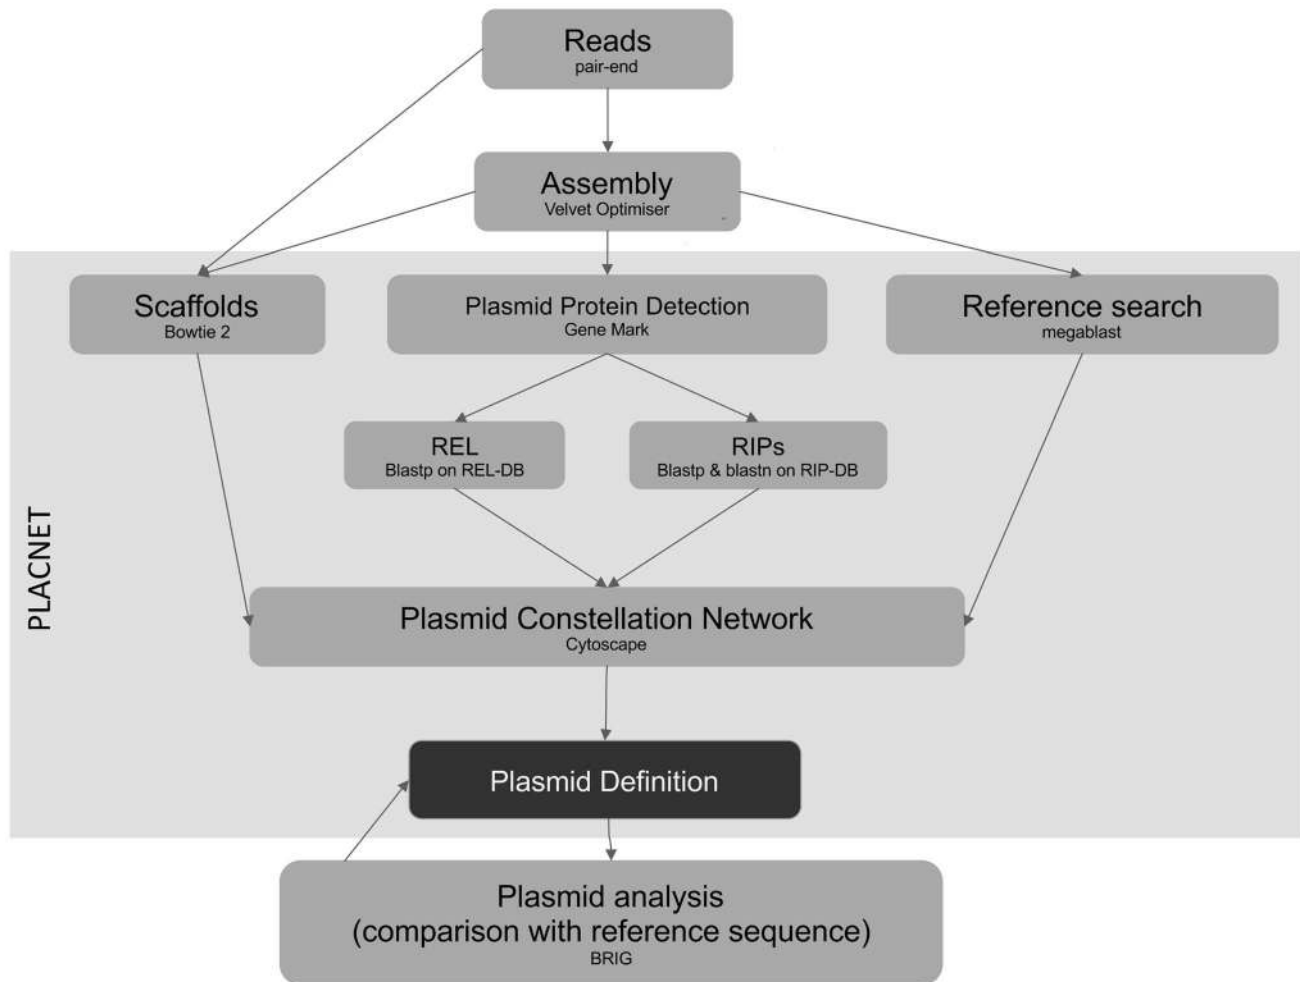 Reads
pair-end
Assembly
Velvet Optimiser
Scaffolds
Bowtie 2
Plasmid Protein Detection
Gene Mark
Reference search
megablast
REL
Blastp on REL-DB
RIPs
Blastp & blastn on RIP-DB
PLACNET
Plasmid Constellation Network
Cytoscape
Plasmid Definition
Plasmid analysis
(comparison with reference sequence)
BRIG